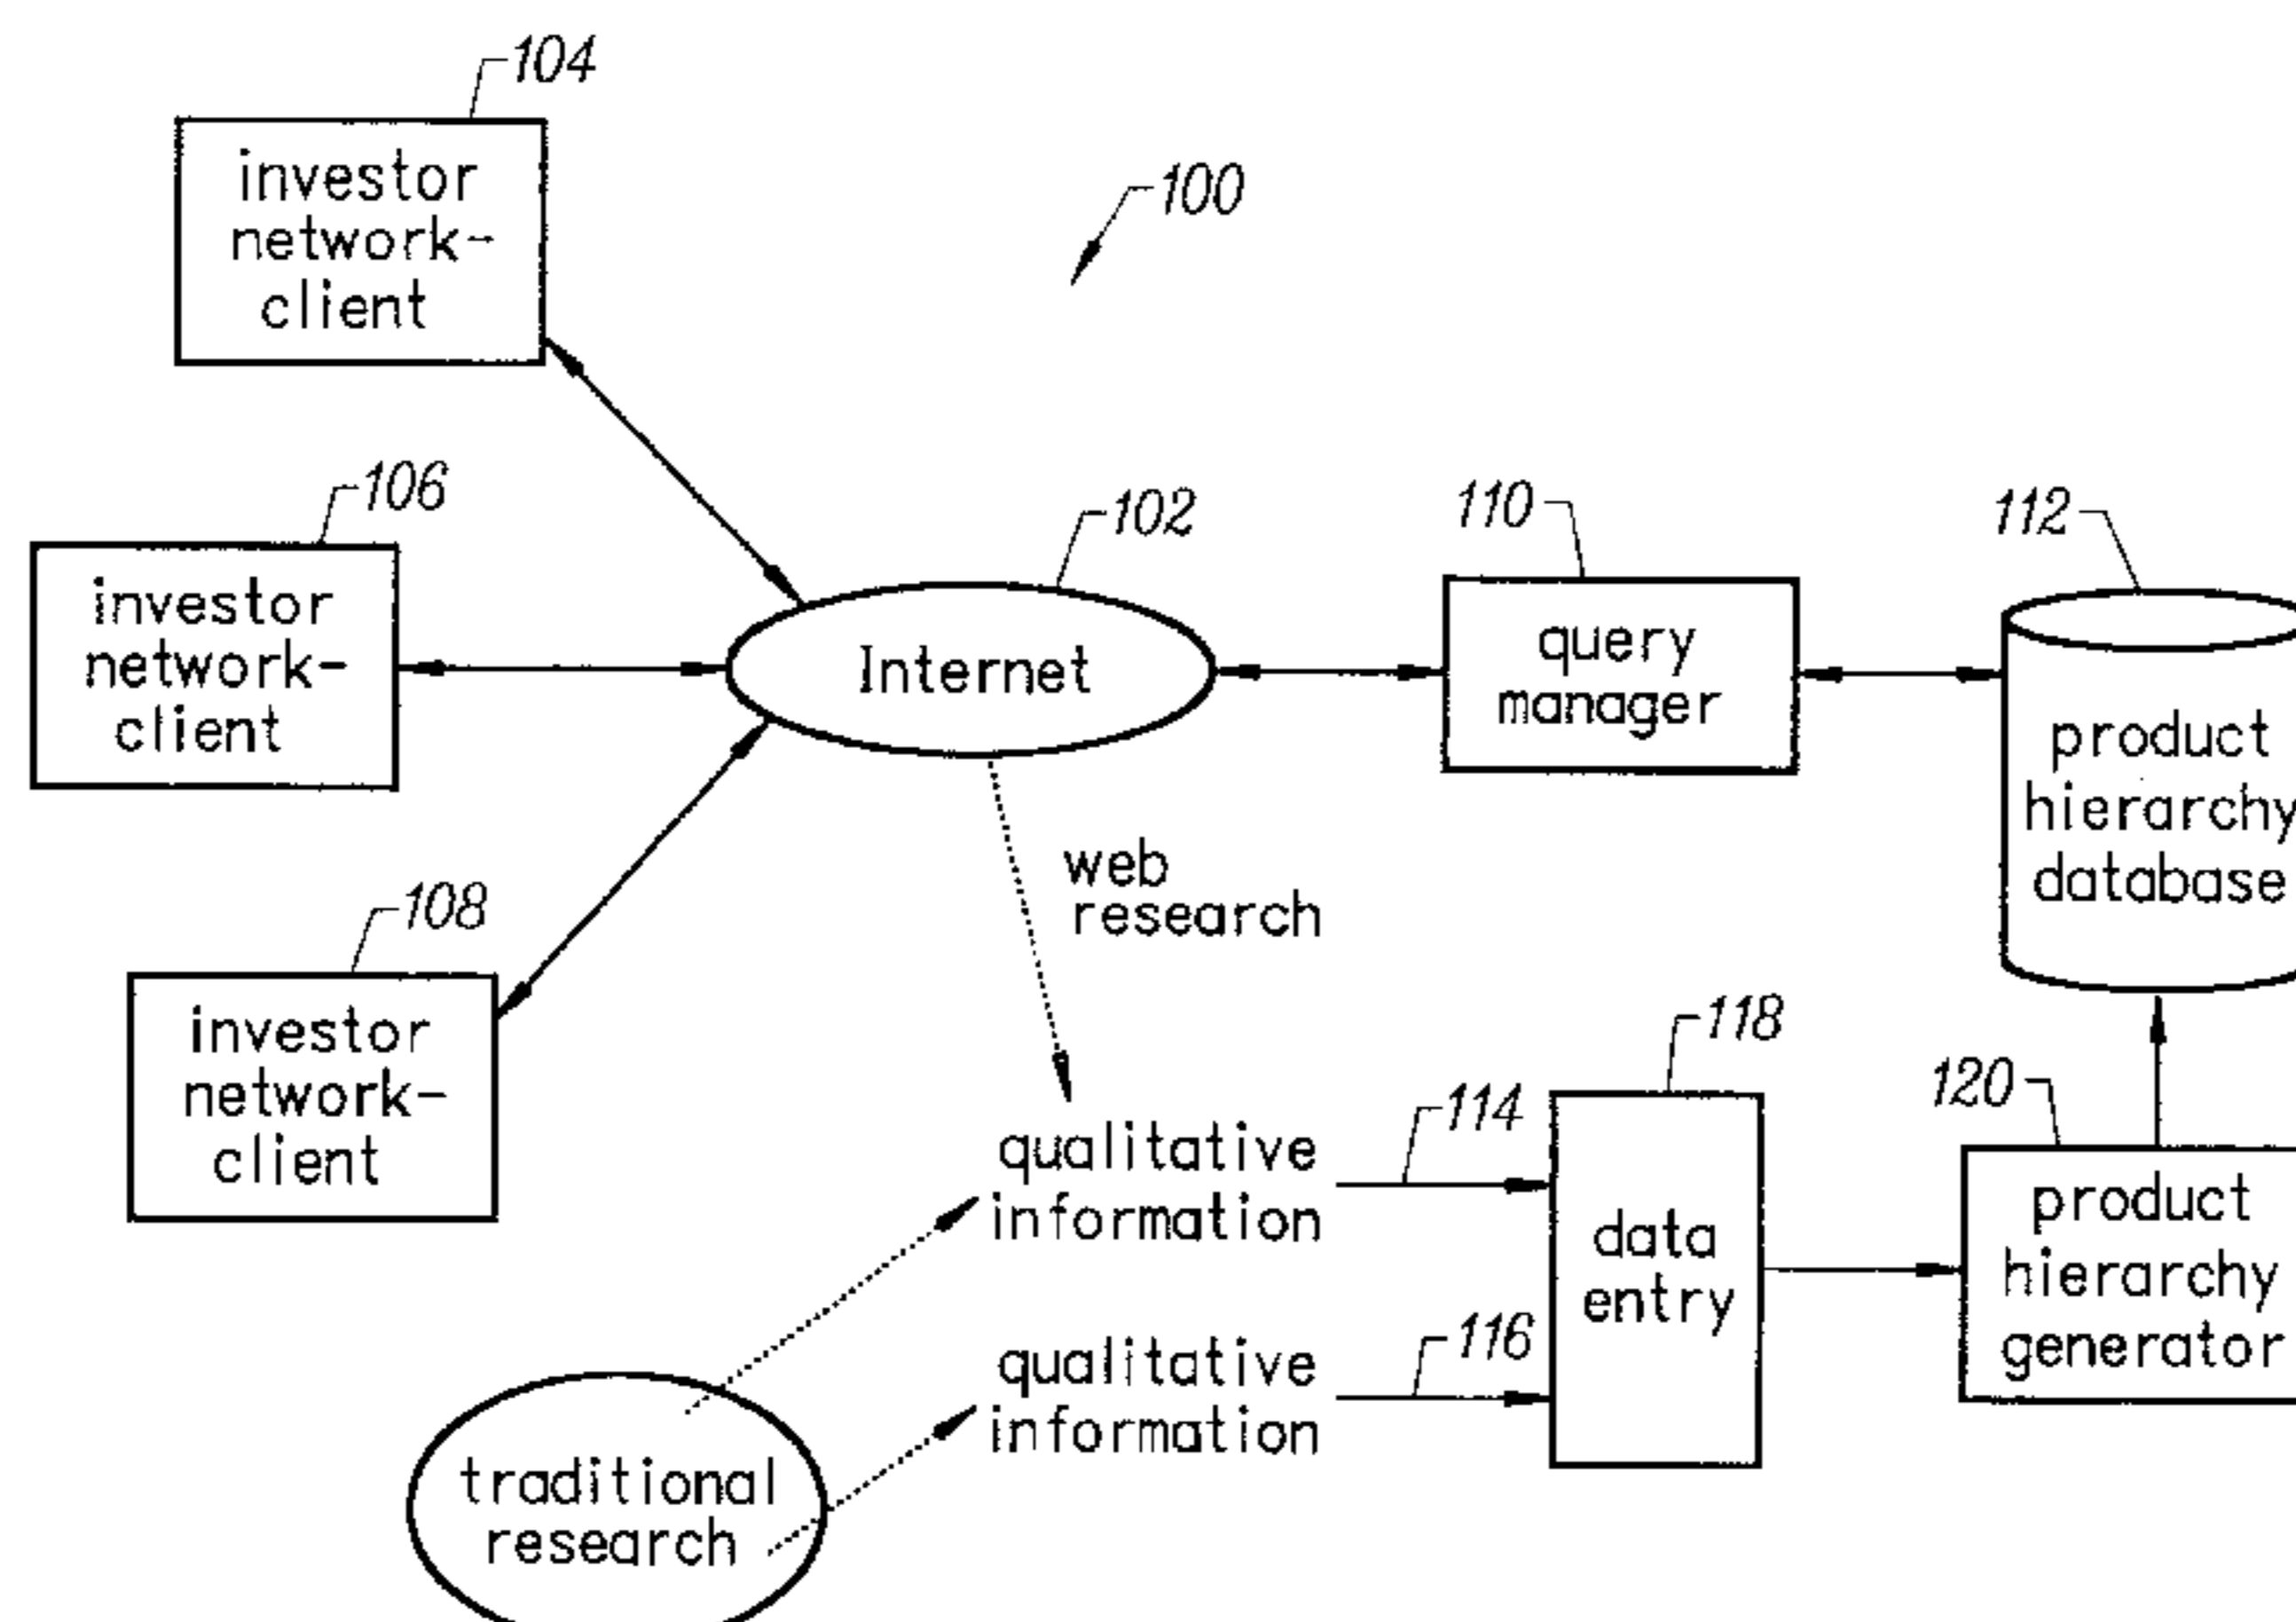 104
investor
network-
client
100
106
investor
network-
client
102
Internet
110
query
manager
112
product
hierarchy
database
web
research
108
investor
network-
client
114
qualitative
information
116
qualitative
information
118
data
entry
120
product
hierarchy
generator
traditional
research